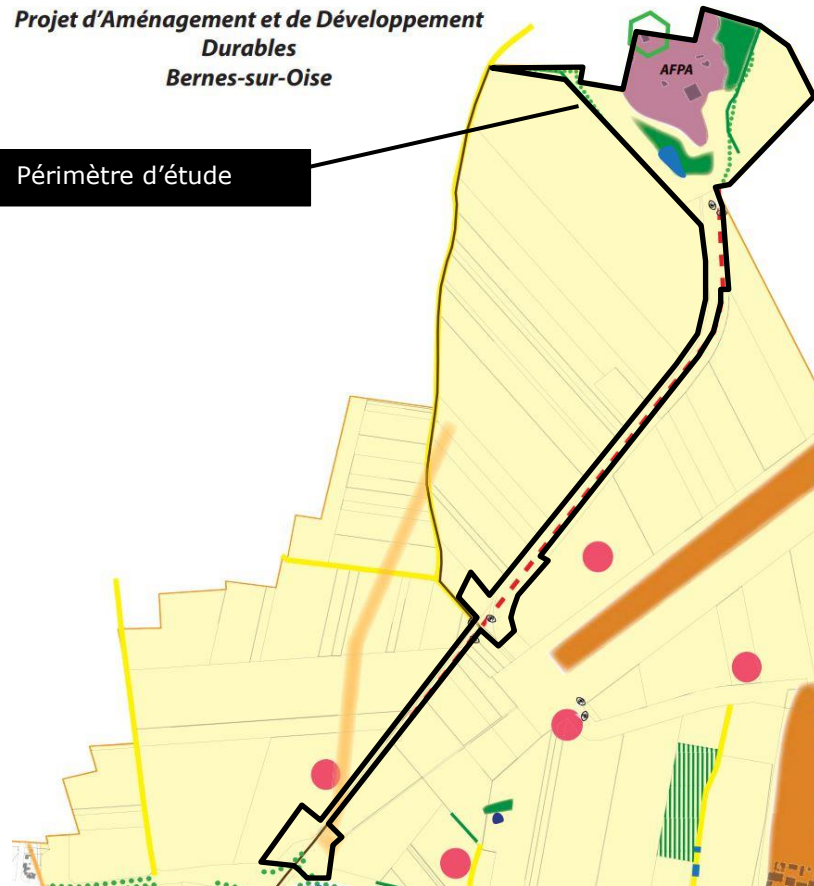 Projet d’Aménagement et de Développement
Durables
Bernes-sur-Oise
AFPA
Périmètre d’étude